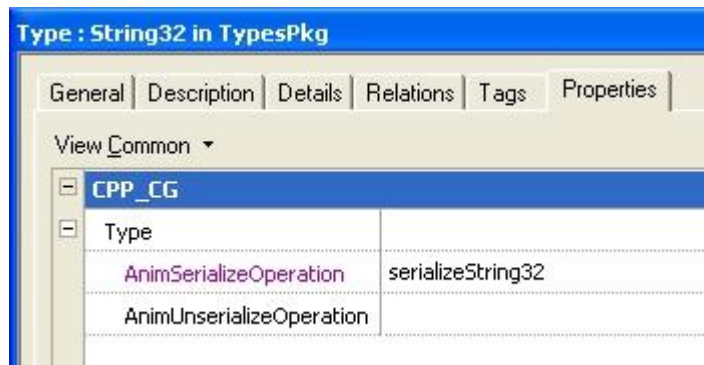 Type : String32 in TypesPkg
General Description Details Relations Tags Properties
View Common
CPP_CG
Type
AnimSerializeOperation serializeString32
AnimUnserializeOperation